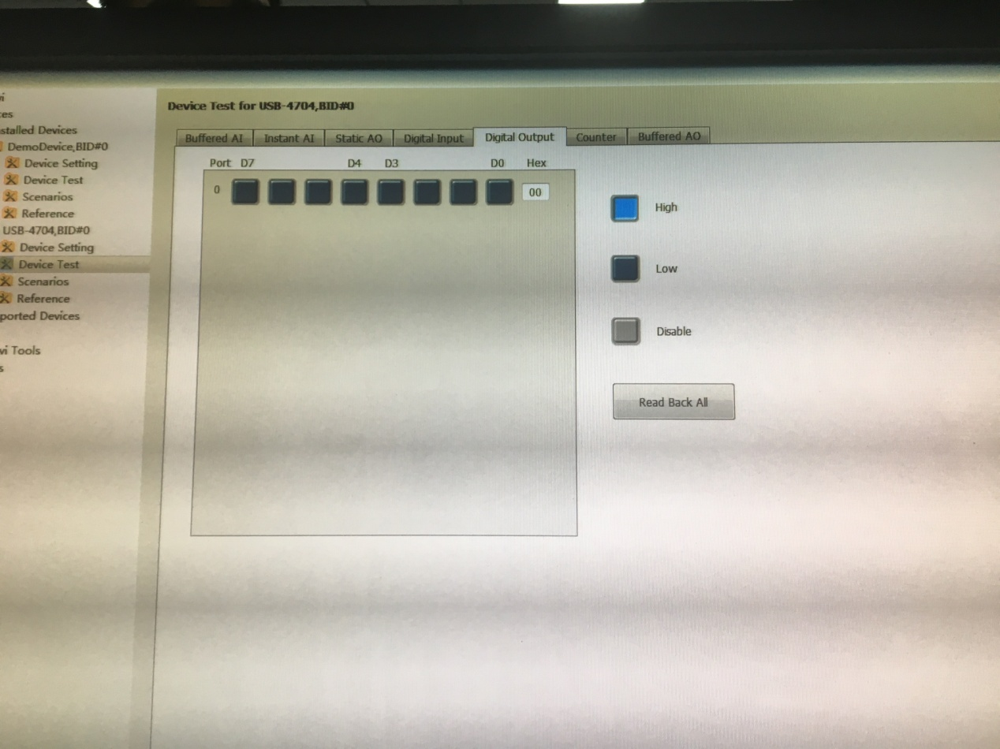 vi
ces
stalled Devices
DemoDevice,BID#0
Device Setting
Device Test
Scenarios
Reference
USB-4704,BID#0
Device Setting
Device Test
Scenarios
Reference
ported Devices
vi Tools
s
Device Test for USB-4704,BID#0
Buffered AI Instant AI Static AO Digital Input Digital Output Counter Buffered AO
Port D7 D4 D3 D0 Hex
0 00
High
Low
Disable
Read Back All